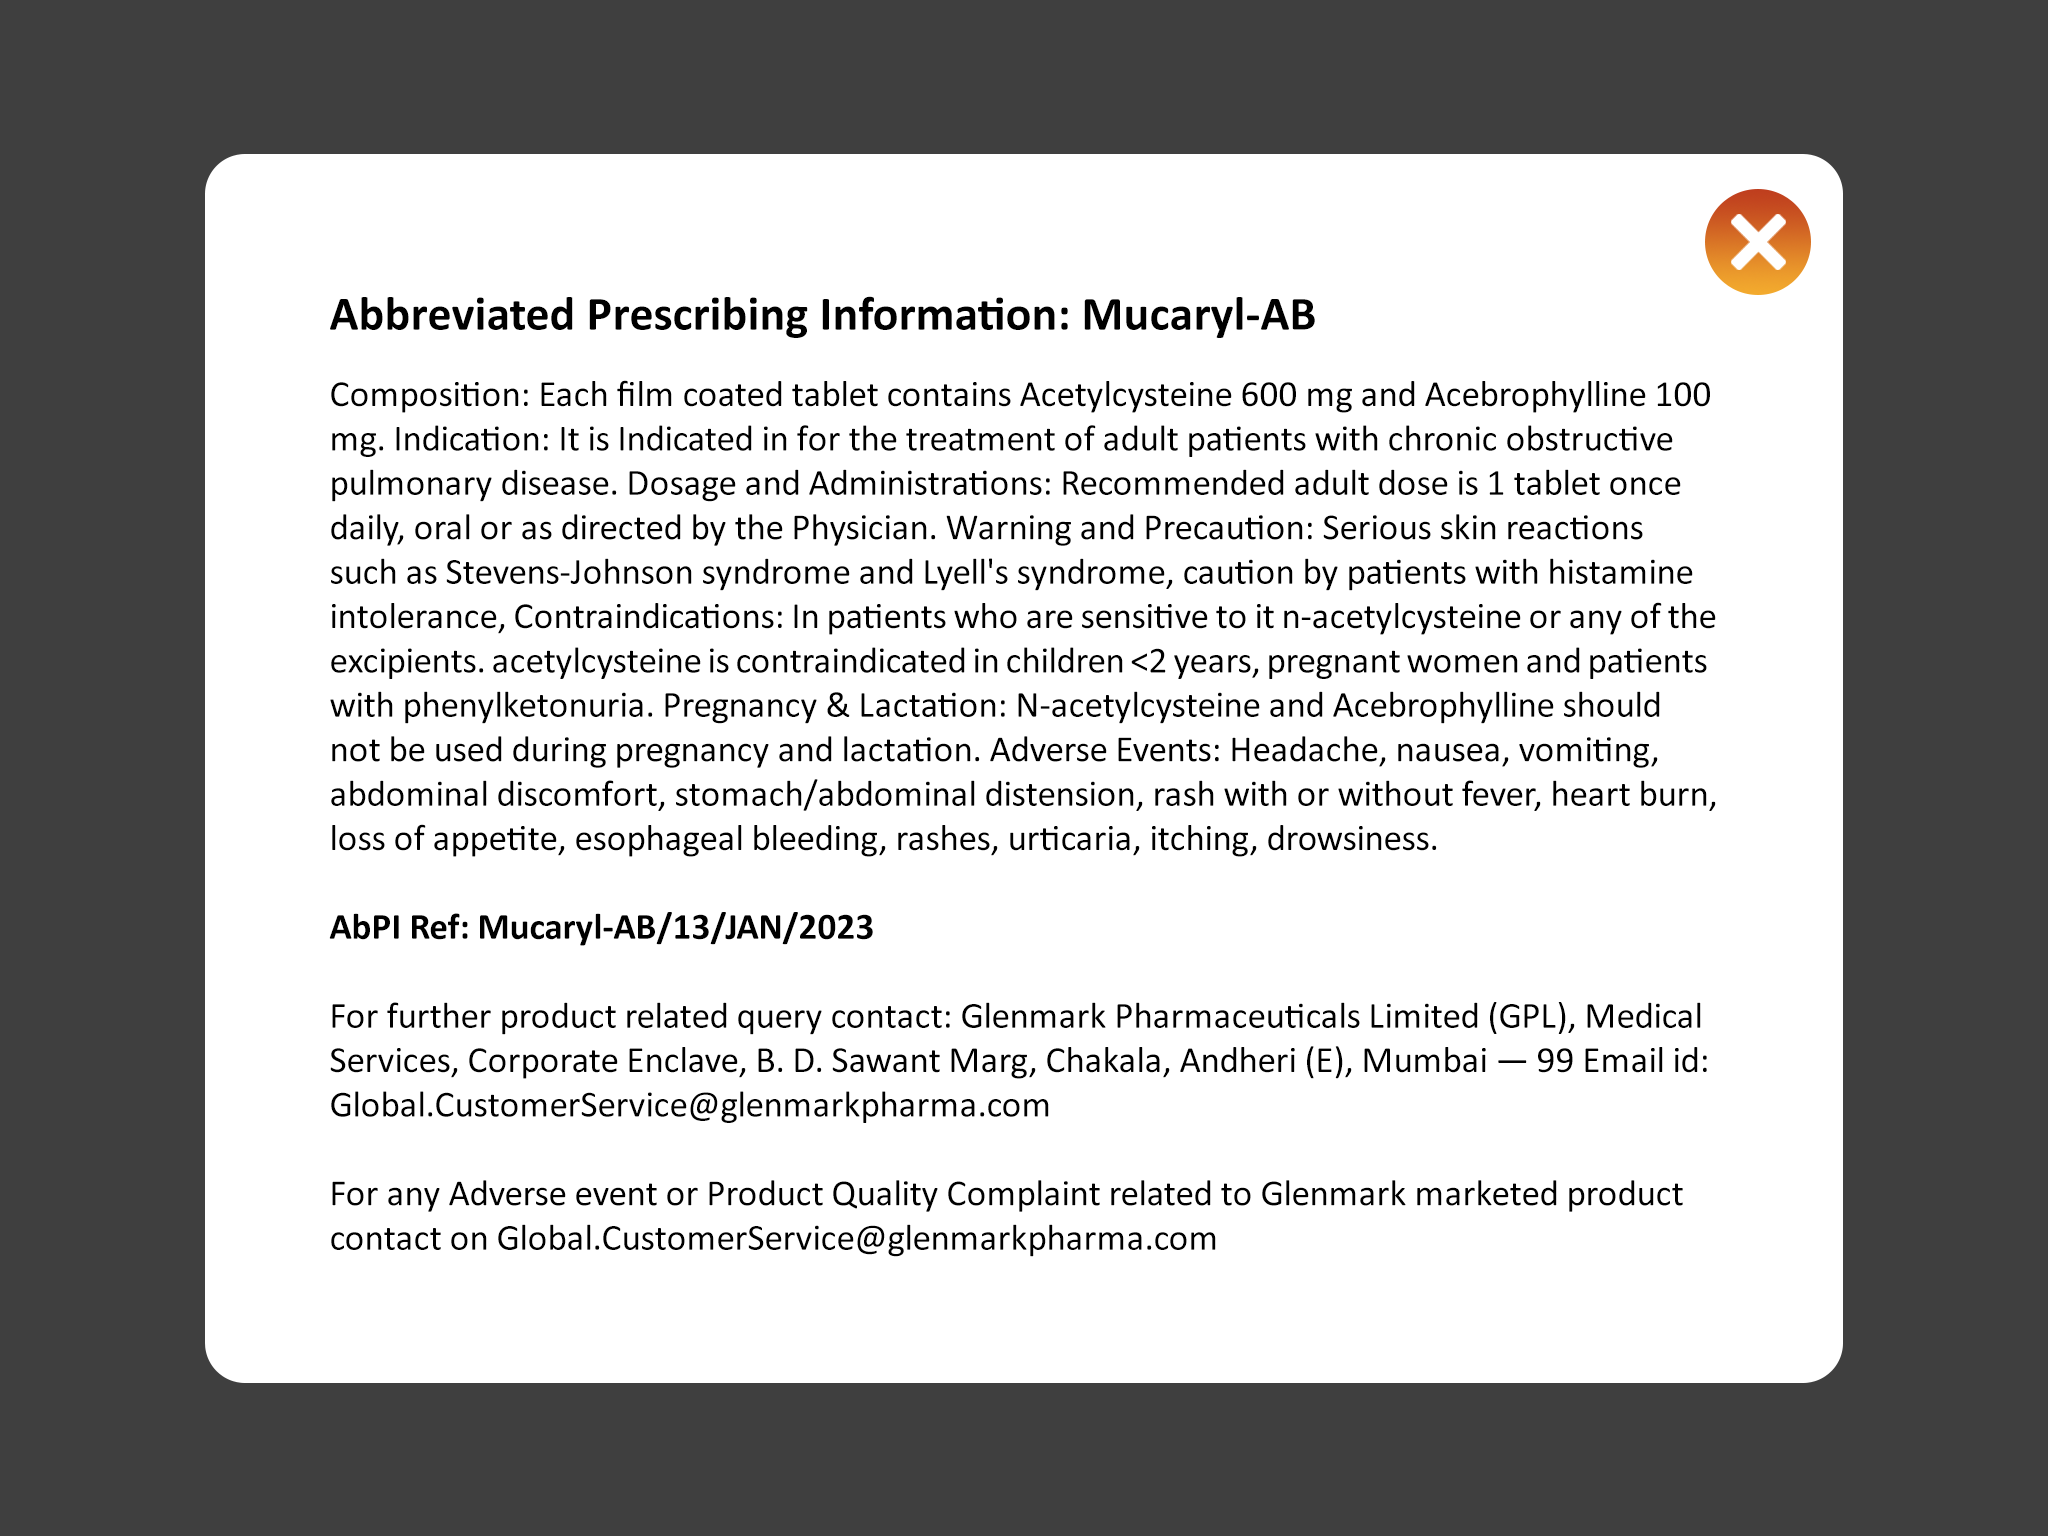 Abbreviated Prescribing Information: Mucaryl-AB
Composition: Each film coated tablet contains Acetylcysteine 600 mg and Acebrophylline 100
mg. Indication: It is Indicated in for the treatment of adult patients with chronic obstructive
pulmonary disease. Dosage and Administrations: Recommended adult dose is 1 tablet once
daily, oral or as directed by the Physician. Warning and Precaution: Serious skin reactions
such as Stevens-Johnson syndrome and Lyell's syndrome, caution by patients with histamine
intolerance, Contraindications: In patients who are sensitive to it n-acetylcysteine or any of the
excipients. acetylcysteine is contraindicated in children <2 years, pregnant women and patients
with phenylketonuria. Pregnancy & Lactation: N-acetylcysteine and Acebrophylline should
not be used during pregnancy and lactation. Adverse Events: Headache, nausea, vomiting,
abdominal discomfort, stomach/abdominal distension, rash with or without fever, heart burn,
loss of appetite, esophageal bleeding, rashes, urticaria, itching, drowsiness.
AbPI Ref: Mucaryl-AB/13/JAN/2023
For further product related query contact: Glenmark Pharmaceuticals Limited (GPL), Medical
Services, Corporate Enclave, B. D. Sawant Marg, Chakala, Andheri (E), Mumbai — 99 Email id:
Global.CustomerService@glenmarkpharma.com
For any Adverse event or Product Quality Complaint related to Glenmark marketed product
contact on Global.CustomerService@glenmarkpharma.com